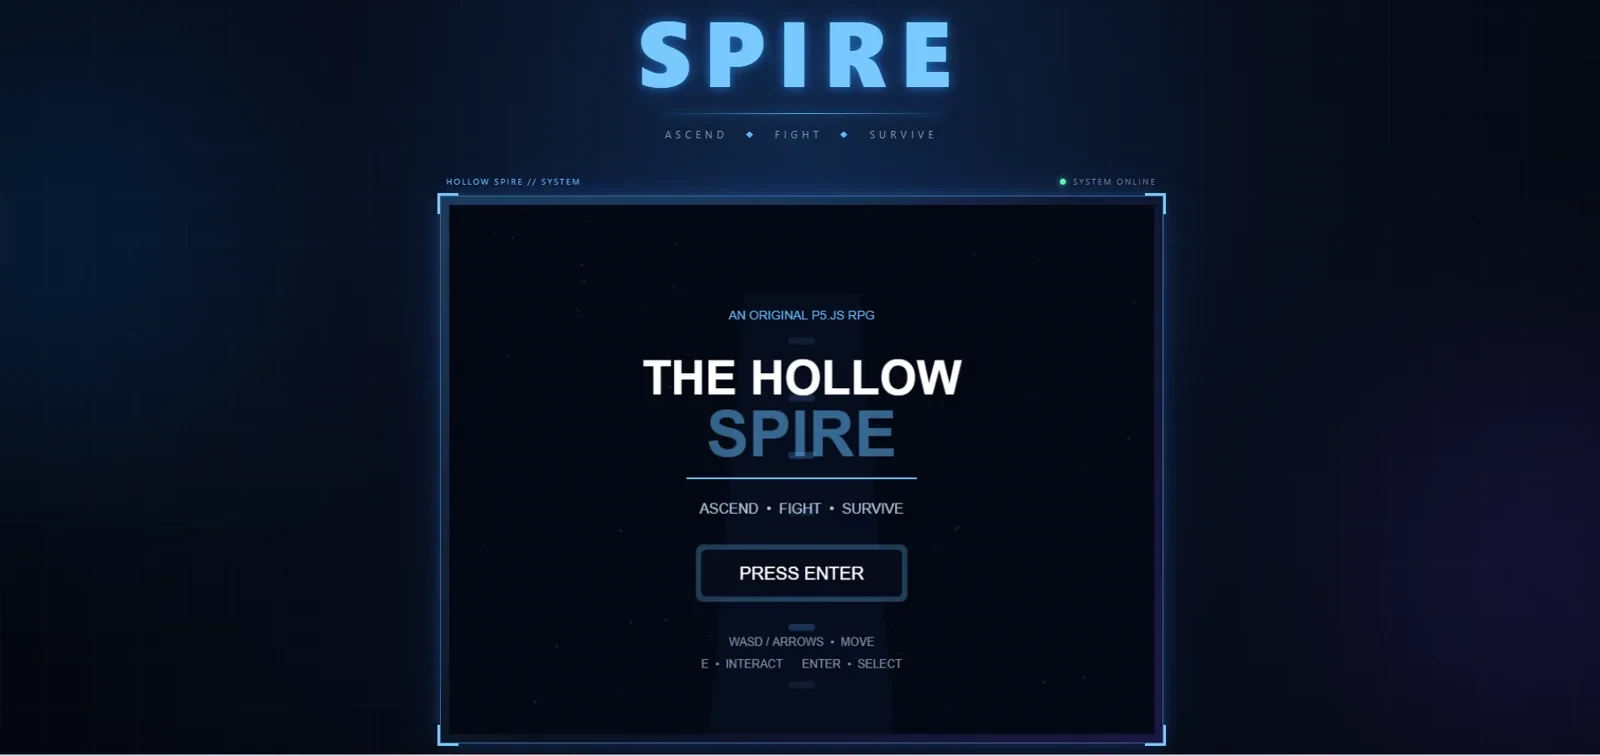 SPIRE
ASCEND ◆ FIGHT ◆ SURVIVE
HOLLOW SPIRE // SYSTEM
SYSTEM ONLINE
AN ORIGINAL P5.JS RPG
THE HOLLOW
SPIRE
ASCEND • FIGHT • SURVIVE
PRESS ENTER
WASD / ARROWS • MOVE
E • INTERACT ENTER • SELECT